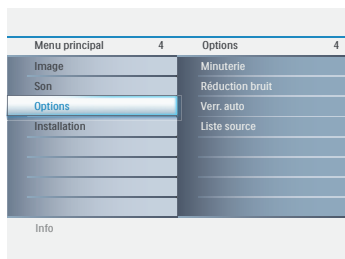 Menu principal 4 Options 4
Image Minuterie
Son Réduction bruit
Options Verr. auto
Installation Liste source
Info